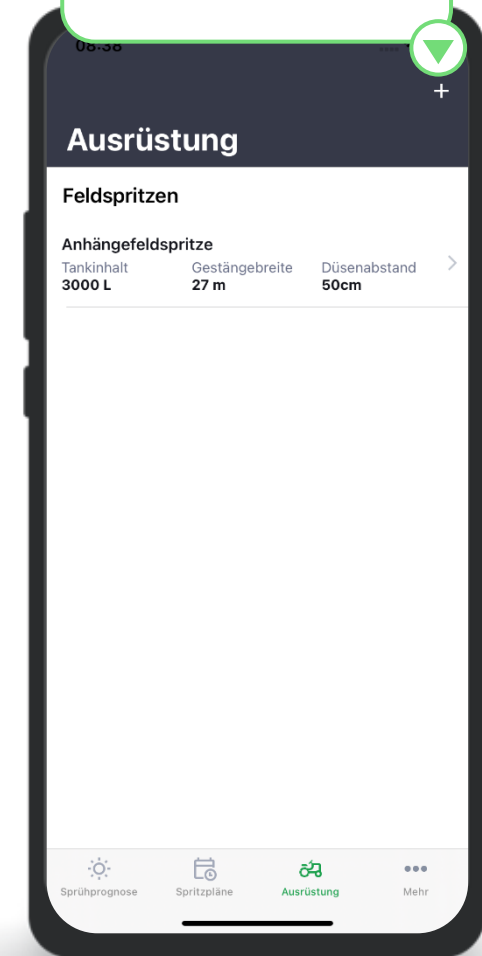 08:38
+
Ausrüstung
Feldspritzen
Anhängefeldspritze
Tankinhalt Gestängebreite Düsenabstand
3000 L 27 m 50cm
Sprühprognose Spritzpläne Ausrüstung Mehr